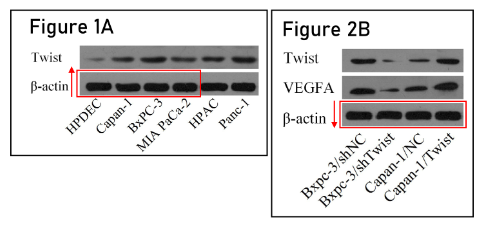 Figure 1A
Twist
β-actin
HPDEC
Capan-1
BxPC-3
MIA PaCa-2
HPAC
Panc-1
Figure 2B
Twist
VEGFA
β-actin
Bxpc-3/shNC
Bxpc-3/shTwist
Capan-1/NC
Capan-1/Twist